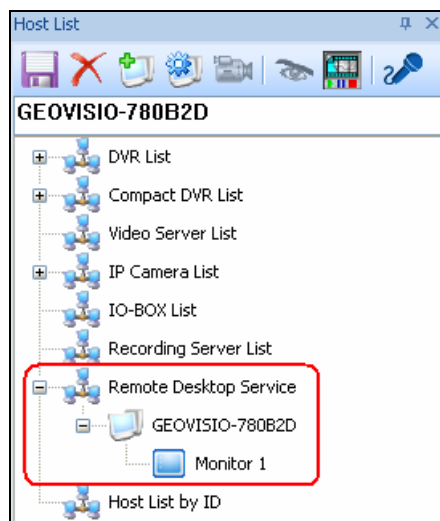 Host List
GEOVISIO-780B2D
DVR List
Compact DVR List
Video Server List
IP Camera List
IO-BOX List
Recording Server List
Remote Desktop Service
GEOVISIO-780B2D
Monitor 1
Host List by ID